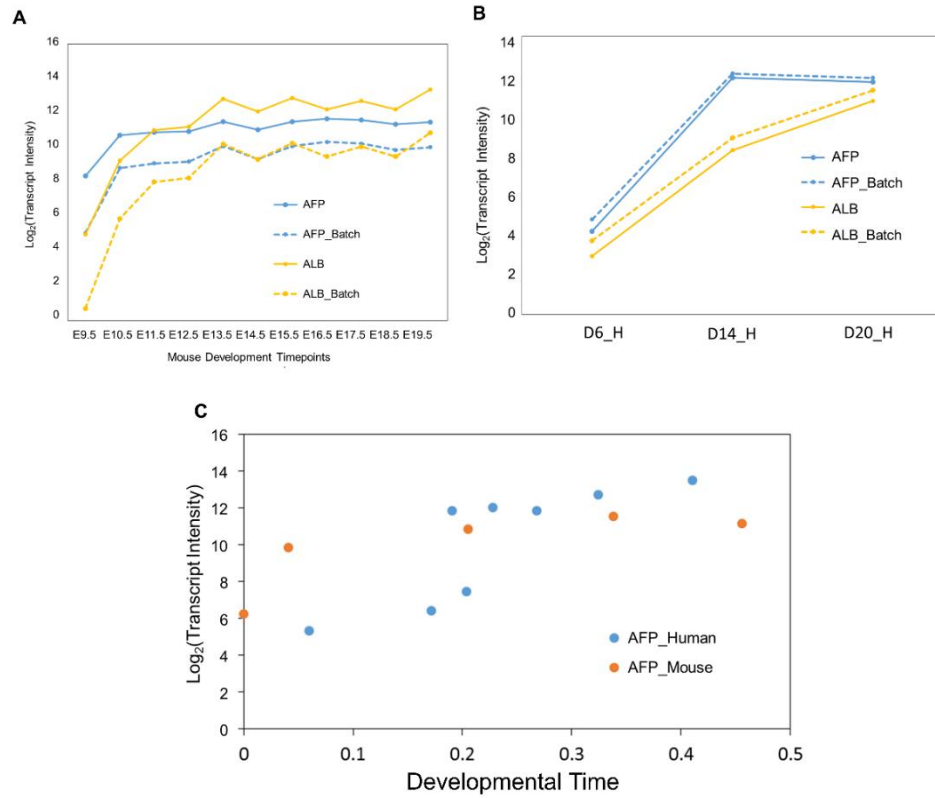 A
16
14
12
10
8
6
4
2
0
Log2(Transcript Intensity)
AFP
AFP_Batch
ALB
ALB_Batch
E9.5 E10.5 E11.5 E12.5 E13.5 E14.5 E15.5 E16.5 E17.5 E18.5 E19.5
Mouse Development Timepoints
B
14
12
10
8
6
4
2
0
Log2(Transcript Intensity)
AFP
AFP_Batch
ALB
ALB_Batch
D6_H D14_H D20_H
C
16
14
12
10
8
6
4
2
0
Log2(Transcript Intensity)
AFP_Human
AFP_Mouse
0 0.1 0.2 0.3 0.4 0.5
Developmental Time